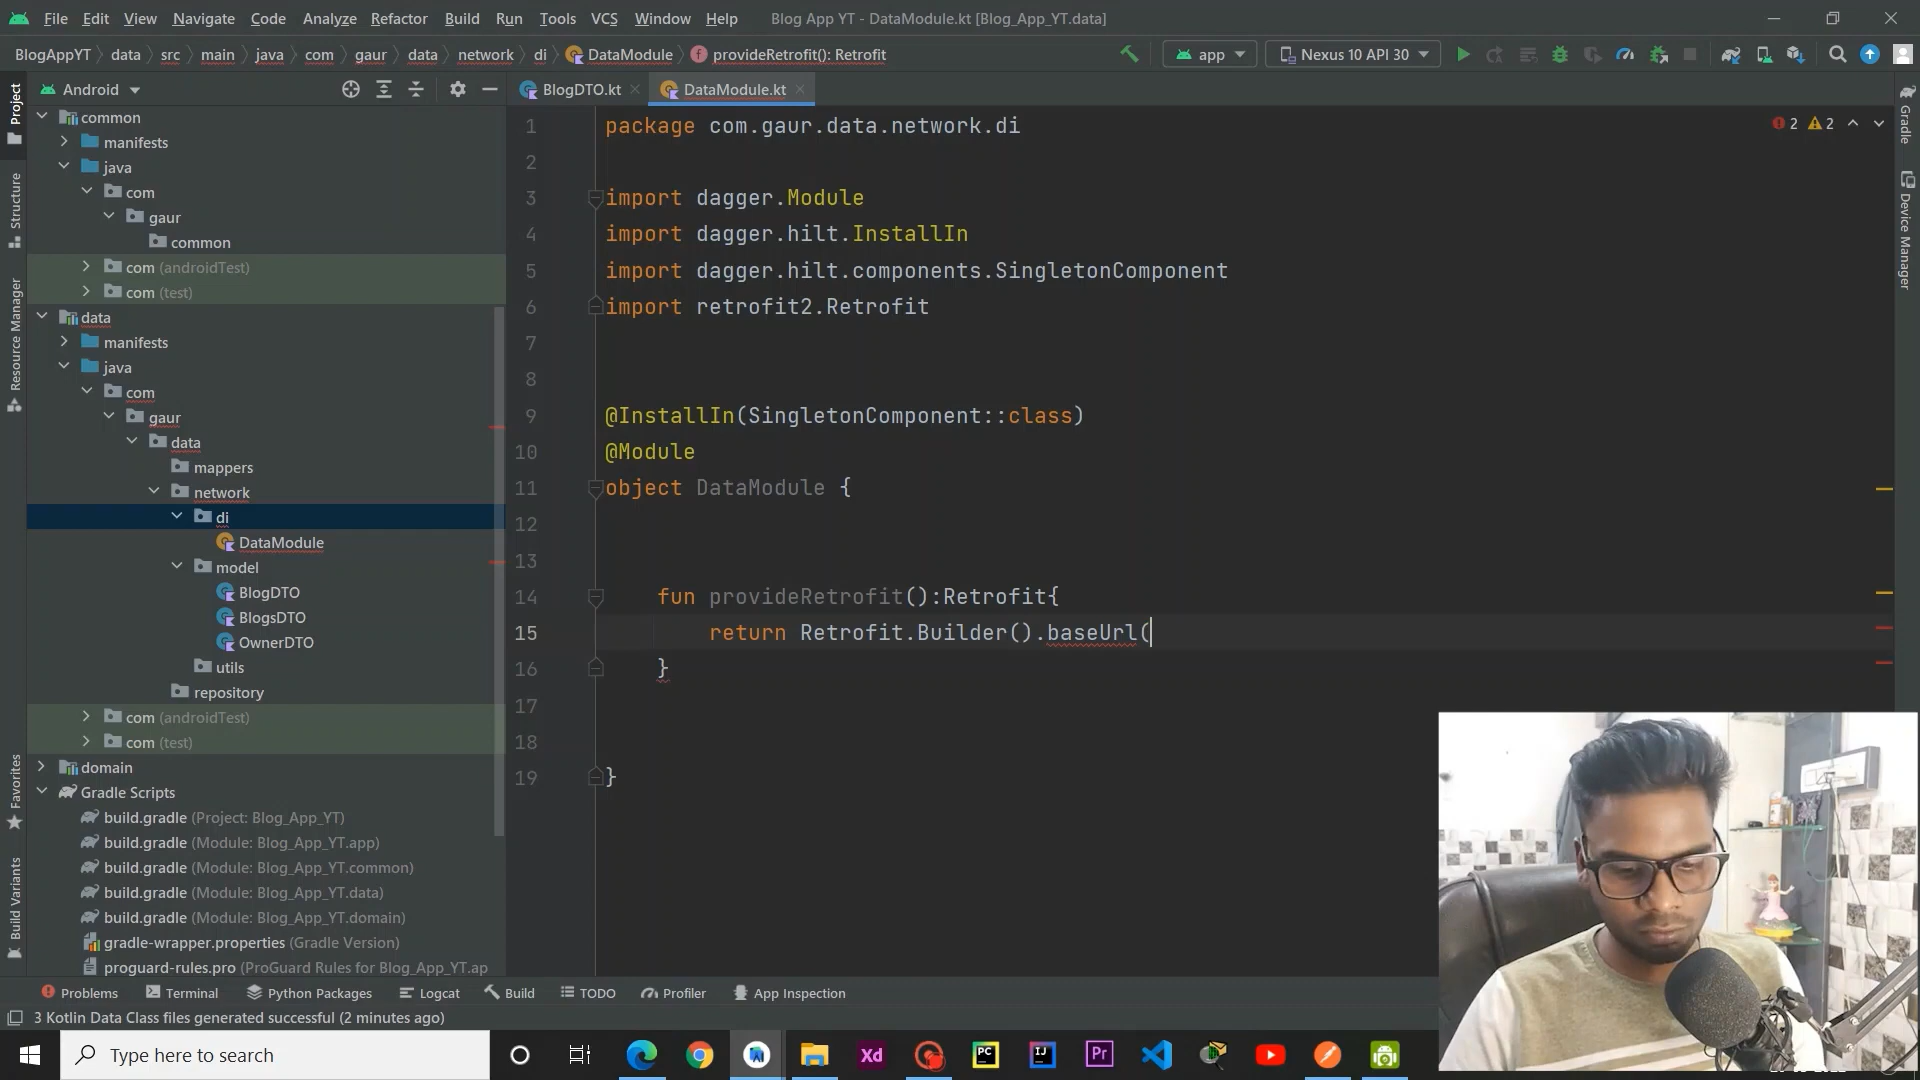 File Edit View Navigate Code Analyze Refactor Build Run Tools VCS Window Help Blog App YT - DataModule.kt [Blog_App_YT.data]
BlogAppYT data src main java com gaur data network di DataModule provideRetrofit(): Retrofit app Nexus 10 API 30
Project
Structure
Resource Manager
Favorites
Build Variants
Android
common
manifests
java
com
gaur
common
com (androidTest)
com (test)
data
manifests
java
com
gaur
data
mappers
network
di
DataModule
model
BlogDTO
BlogsDTO
OwnerDTO
utils
repository
com (androidTest)
com (test)
domain
Gradle Scripts
build.gradle (Project: Blog_App_YT)
build.gradle (Module: Blog_App_YT.app)
build.gradle (Module: Blog_App_YT.common)
build.gradle (Module: Blog_App_YT.data)
build.gradle (Module: Blog_App_YT.domain)
gradle-wrapper.properties (Gradle Version)
proguard-rules.pro (ProGuard Rules for Blog_App_YT.ap
BlogDTO.kt DataModule.kt
2 2
1 package com.gaur.data.network.di
2
3 import dagger.Module
4 import dagger.hilt.InstallIn
5 import dagger.hilt.components.SingletonComponent
6 import retrofit2.Retrofit
7
8
9 @InstallIn(SingletonComponent::class)
10 @Module
11 object DataModule {
12
13
14 fun provideRetrofit():Retrofit{
15 return Retrofit.Builder().baseUrl(
16 }
17
18
19 }
Gradle
Device Manager
Problems Terminal Python Packages Logcat Build TODO Profiler App Inspection
3 Kotlin Data Class files generated successful (2 minutes ago)
Type here to search
Xd
PC
IJ
Pr